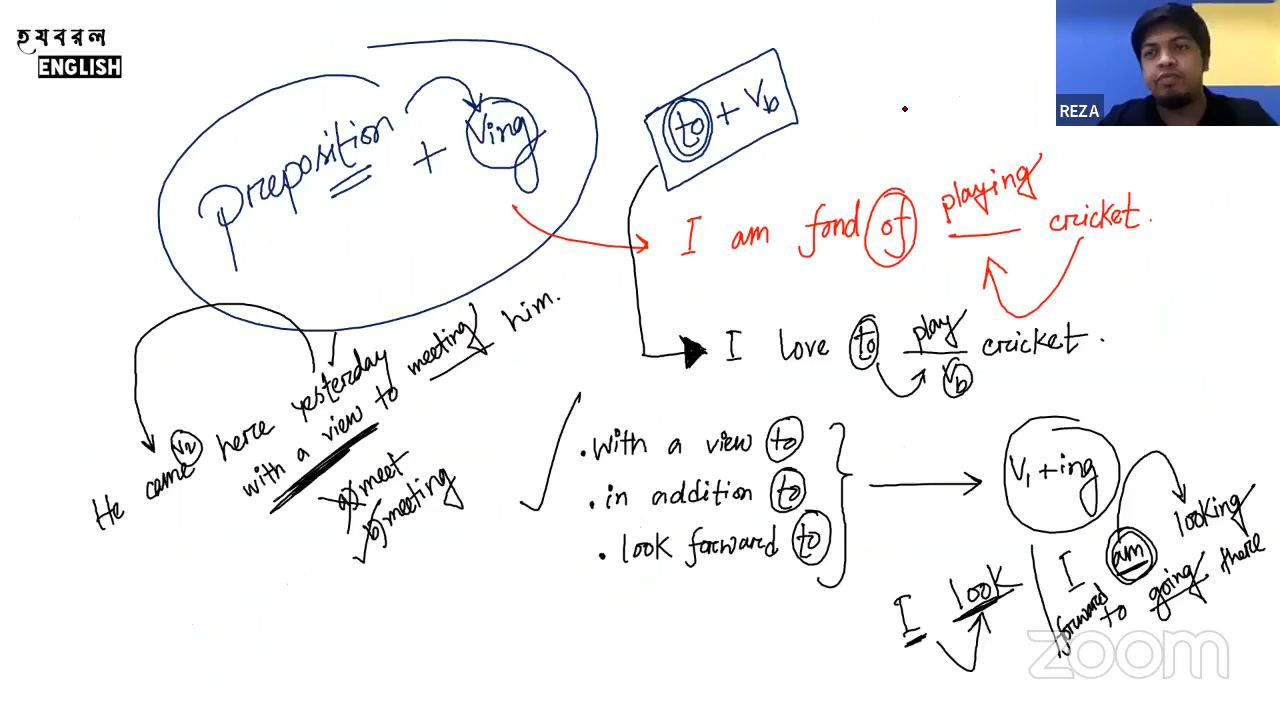 হ য ব র ল
ENGLISH
REZA
Preposition + Ving
to + Vb
I am fond of playing cricket.
I love to play cricket.
Vb
He came here yesterday
V2
with a view to meeting him.
a) meet
b) meeting
. With a view to
. in addition to
. look forward to
V1 + ing
I look
I am looking
forward to going there
zoom